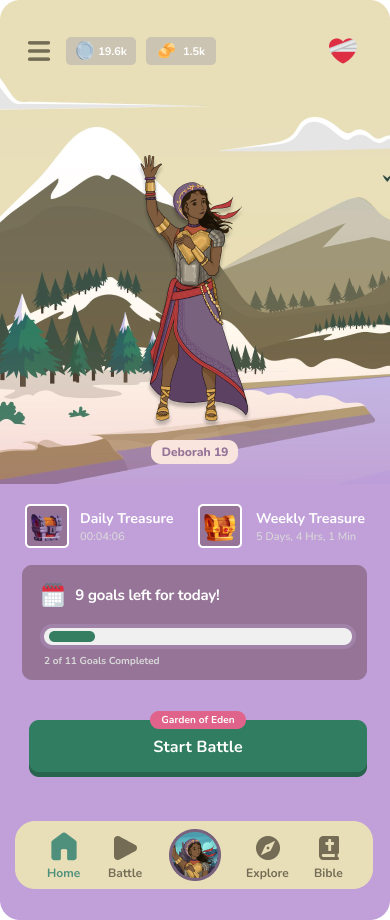 19.6k
1.5k
Deborah 19
Daily Treasure
00:04:06
Weekly Treasure
5 Days, 4 Hrs, 1 Min
9 goals left for today!
2 of 11 Goals Completed
Garden of Eden
Start Battle
Home
Battle
Explore
Bible